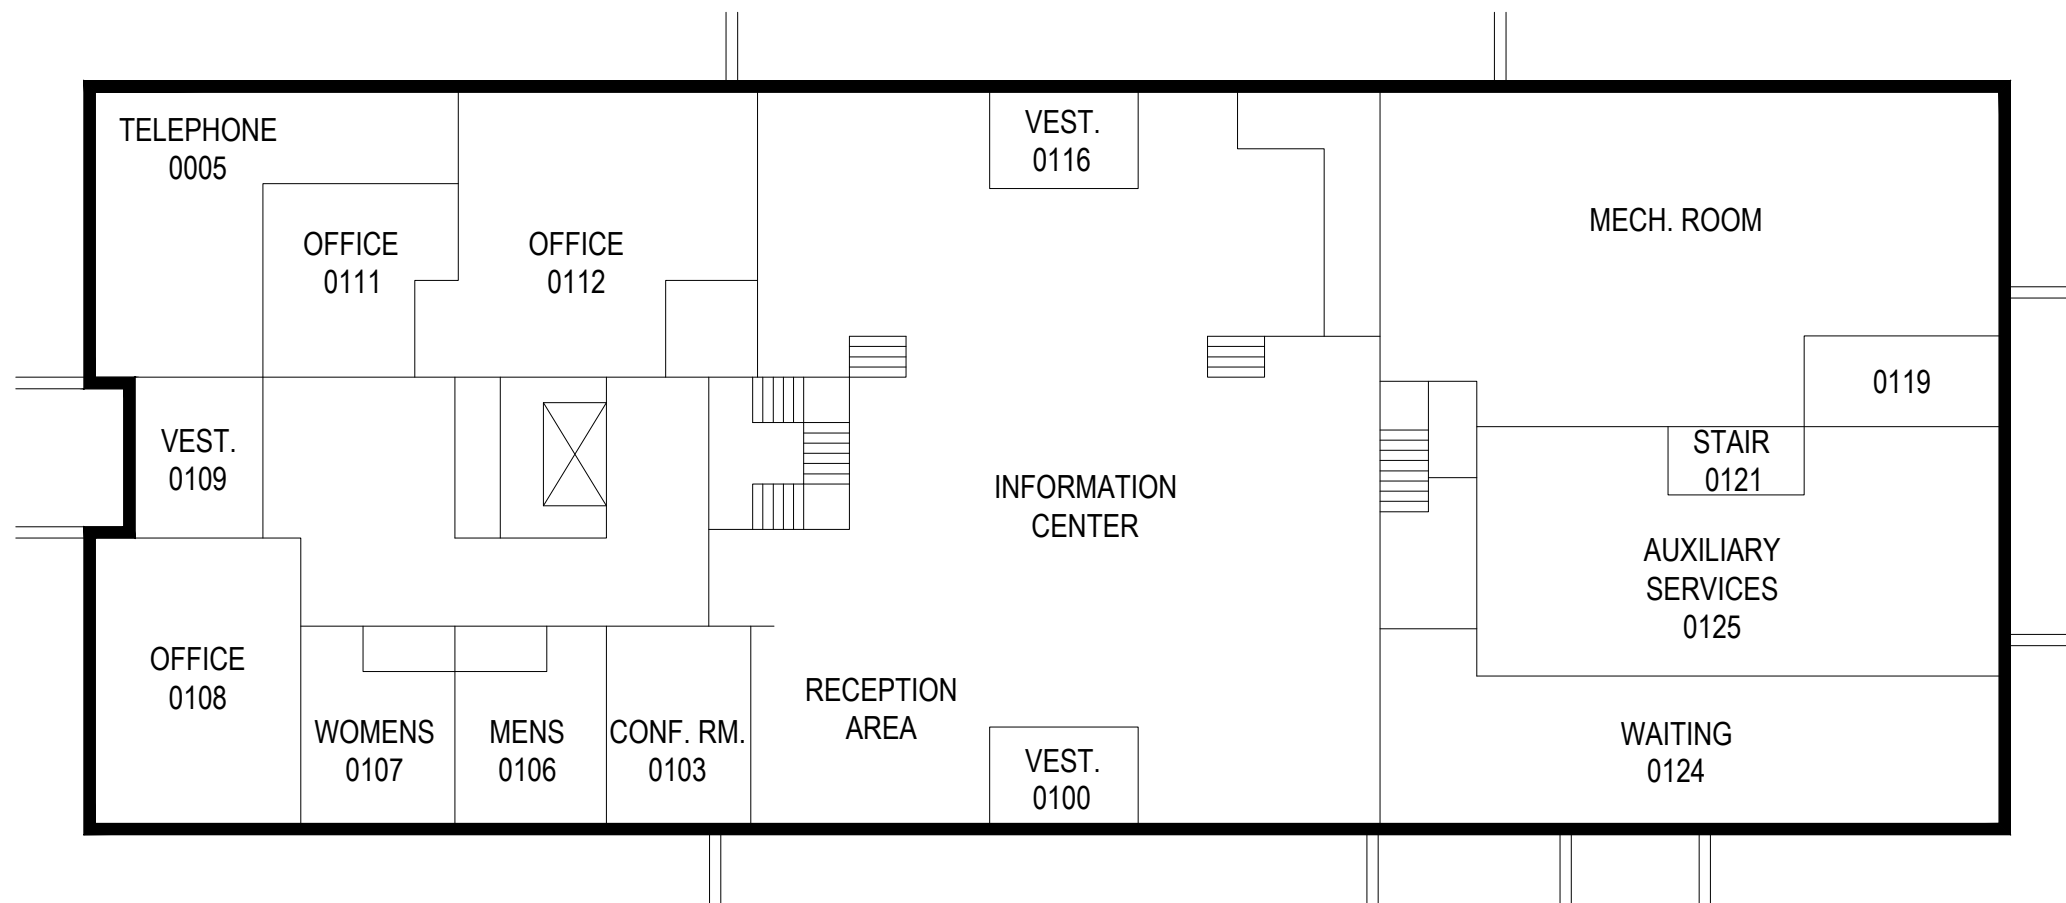 TELEPHONE
0005
OFFICE
0111
OFFICE
0112
VEST.
0116
MECH. ROOM
0119
VEST.
0109
STAIR
0121
INFORMATION
CENTER
AUXILIARY
SERVICES
0125
OFFICE
0108
WOMENS
0107
MENS
0106
CONF. RM.
0103
RECEPTION
AREA
VEST.
0100
WAITING
0124